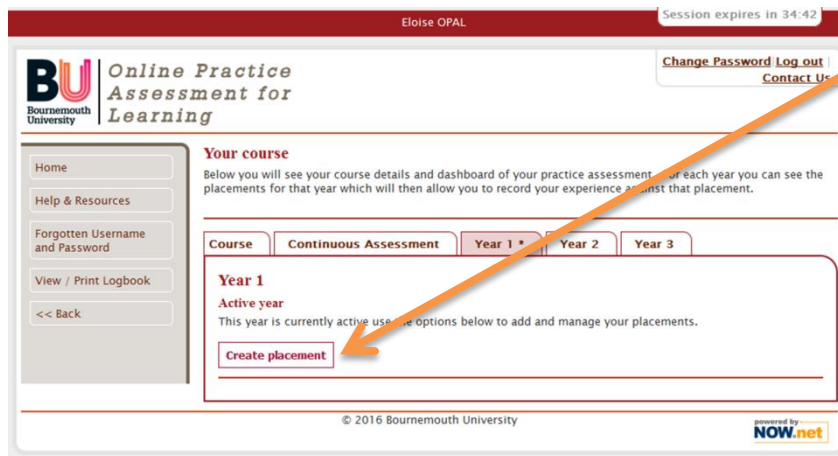 Eloise OPAL
Session expires in 34:42
BU
Bournemouth
University
Online Practice
Assessment for
Learning
Change Password Log out
Contact Us
Home
Help & Resources
Forgotten Username
and Password
View / Print Logbook
<< Back
Your course
Below you will see your course details and dashboard of your practice assessment. For each year you can see the
placements for that year which will then allow you to record your experience against that placement.
Course
Continuous Assessment
Year 1 *
Year 2
Year 3
Year 1
Active year
This year is currently active use the options below to add and manage your placements.
Create placement
© 2016 Bournemouth University
powered by
NOW.net